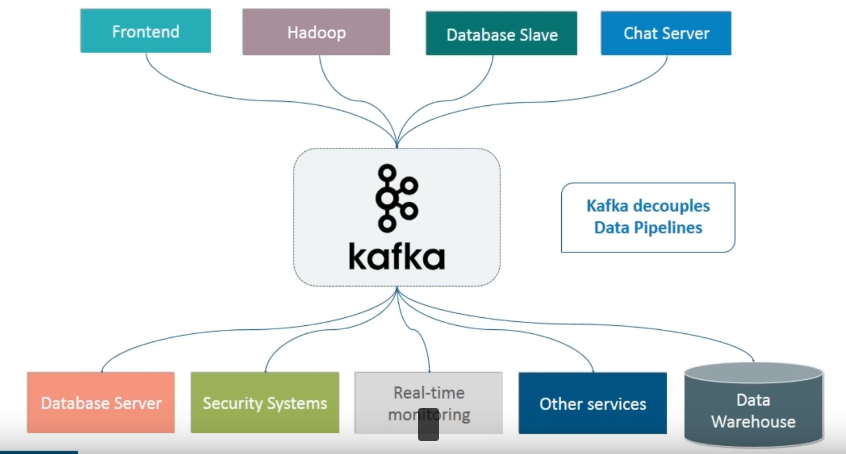 Frontend
Hadoop
Database Slave
Chat Server
kafka
Kafka decouples
Data Pipelines
Database Server
Security Systems
Real-time
monitoring
Other services
Data
Warehouse